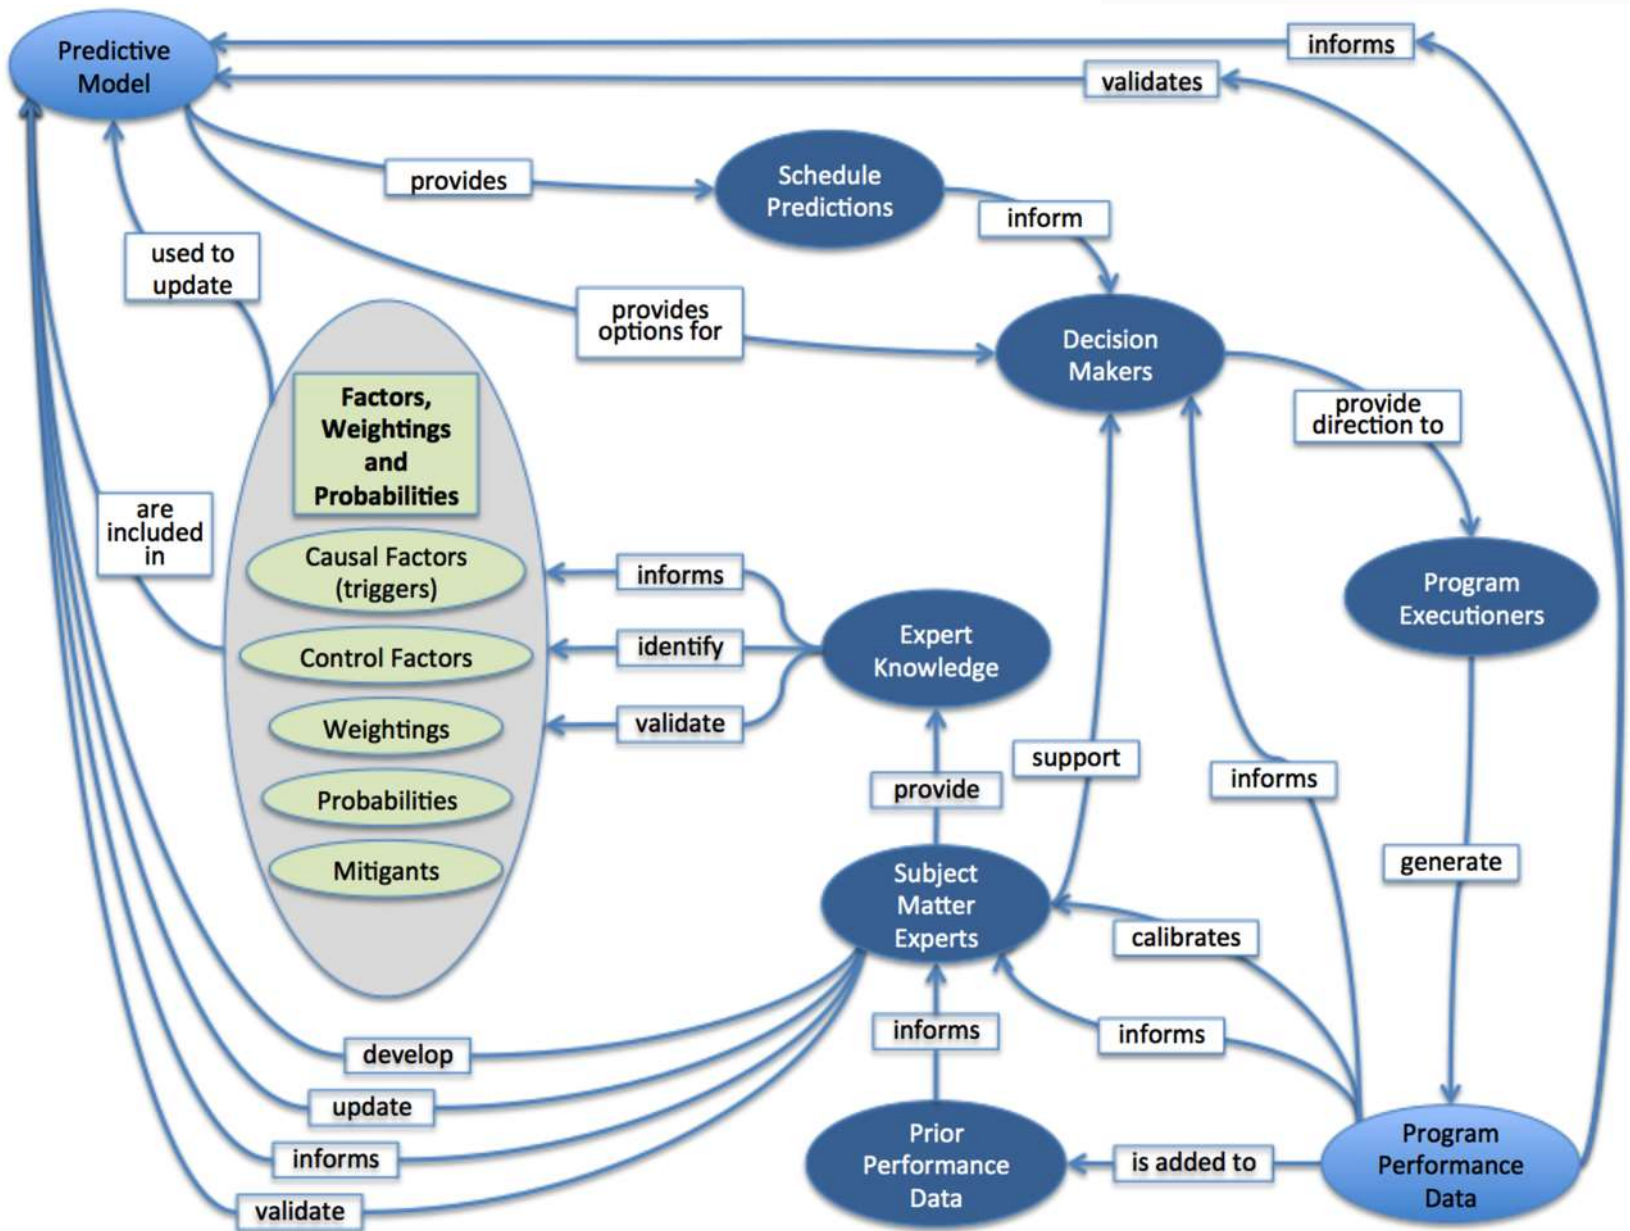 Predictive
Model
informs
validates
provides
Schedule
Predictions
inform
used to
update
provides
options for
Decision
Makers
provide
direction to
Factors,
Weightings
and
Probabilities
are
included
in
Causal Factors
(triggers)
Control Factors
Weightings
Probabilities
Mitigants
informs
identify
validate
Expert
Knowledge
Program
Executioners
provide
support
informs
generate
Subject
Matter
Experts
calibrates
informs
informs
develop
update
informs
validate
Prior
Performance
Data
is added to
Program
Performance
Data